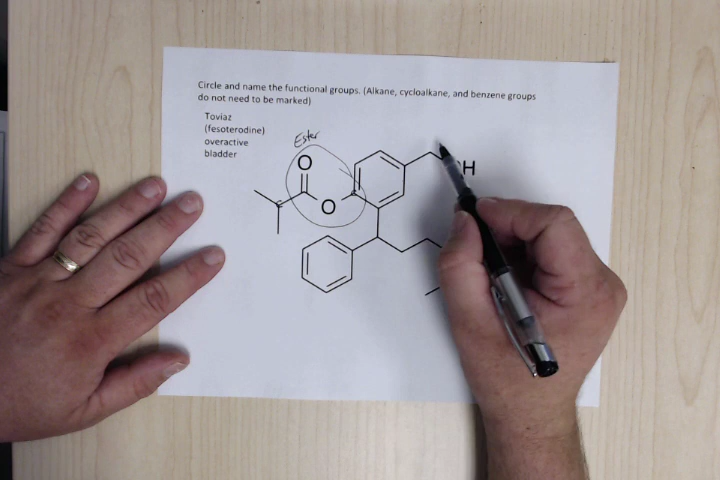 Circle and name the functional groups. (Alkane, cycloalkane, and benzene groups
do not need to be marked)
Toviaz
(fesoterodine)
overactive
bladder
Ester
O
O
H